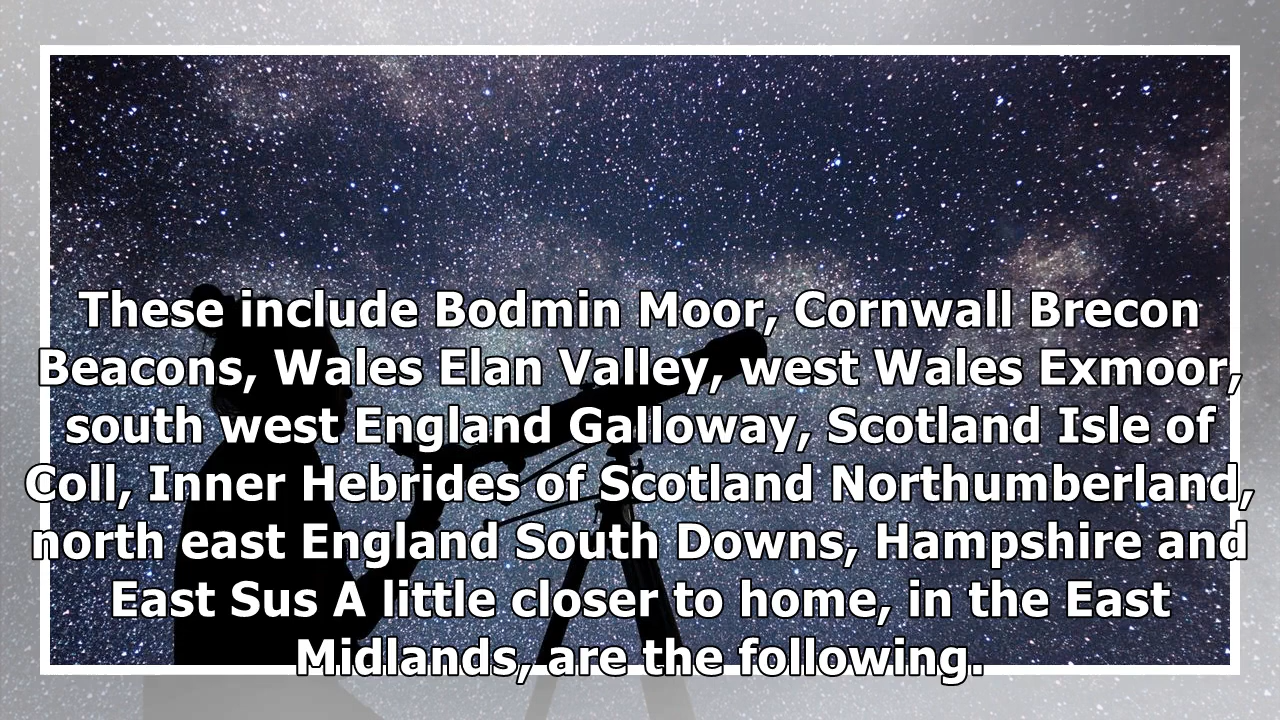 These include Bodmin Moor, Cornwall Brecon
Beacons, Wales Elan Valley, west Wales Exmoor,
south west England Galloway, Scotland Isle of
Coll, Inner Hebrides of Scotland Northumberland,
north east England South Downs, Hampshire and
East Sus A little closer to home, in the East
Midlands, are the following.